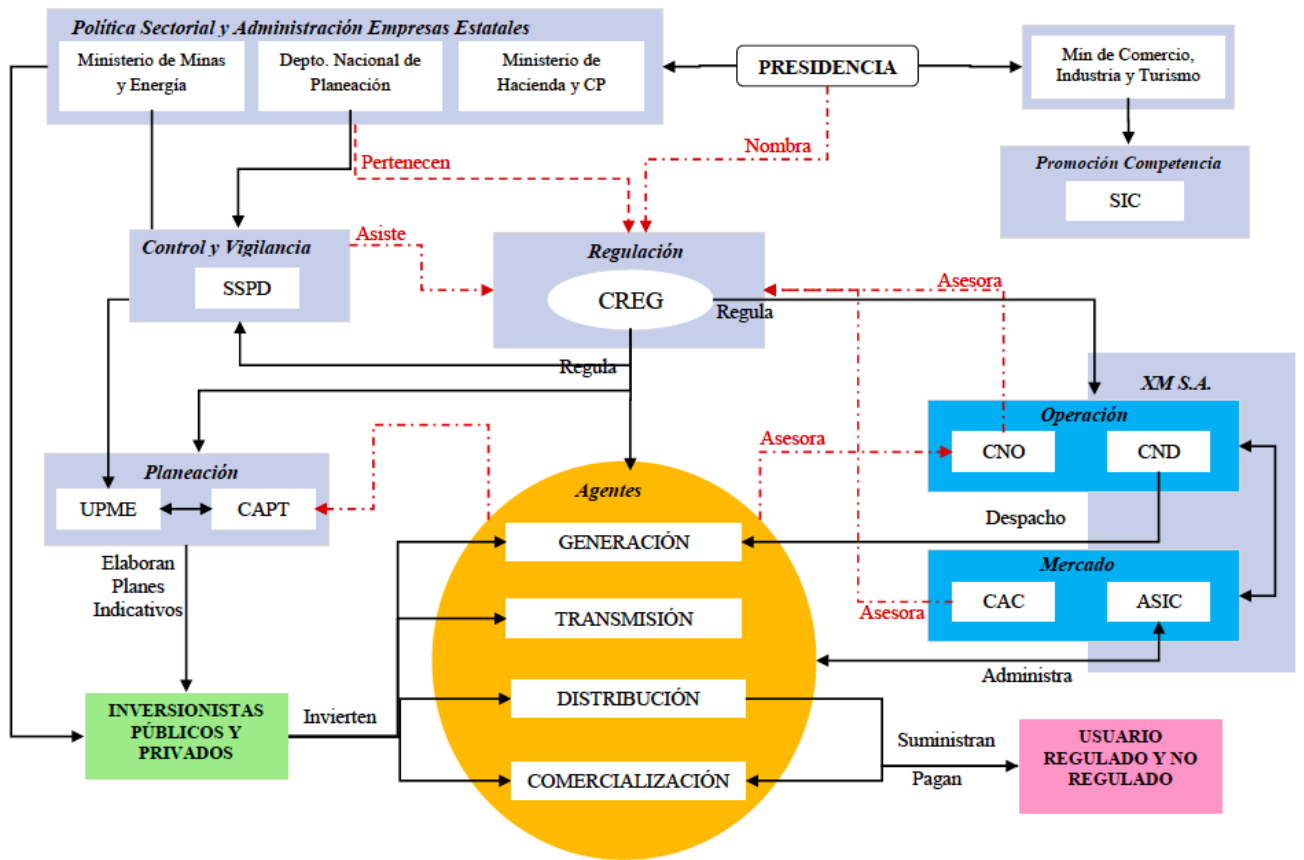 Política Sectorial y Administración Empresas Estatales
Ministerio de Minas
y Energía
Depto. Nacional de
Planeación
Ministerio de
Hacienda y CP
PRESIDENCIA
Min de Comercio,
Industria y Turismo
Pertenecen
Nombra
Promoción Competencia
SIC
Control y Vigilancia
SSPD
Asiste
Regulación
CREG
Regula
Asesora
Regula
XM S.A.
Operación
CNO
CND
Asesora
Planeación
UPME
CAPT
Agentes
Despacho
GENERACIÓN
Elaboran
Planes
Indicativos
Mercado
CAC
ASIC
Asesora
TRANSMISIÓN
Administra
INVERSIONISTAS
PÚBLICOS Y
PRIVADOS
Invierten
DISTRIBUCIÓN
Suministran
Pagan
USUARIO
REGULADO Y NO
REGULADO
COMERCIALIZACIÓN